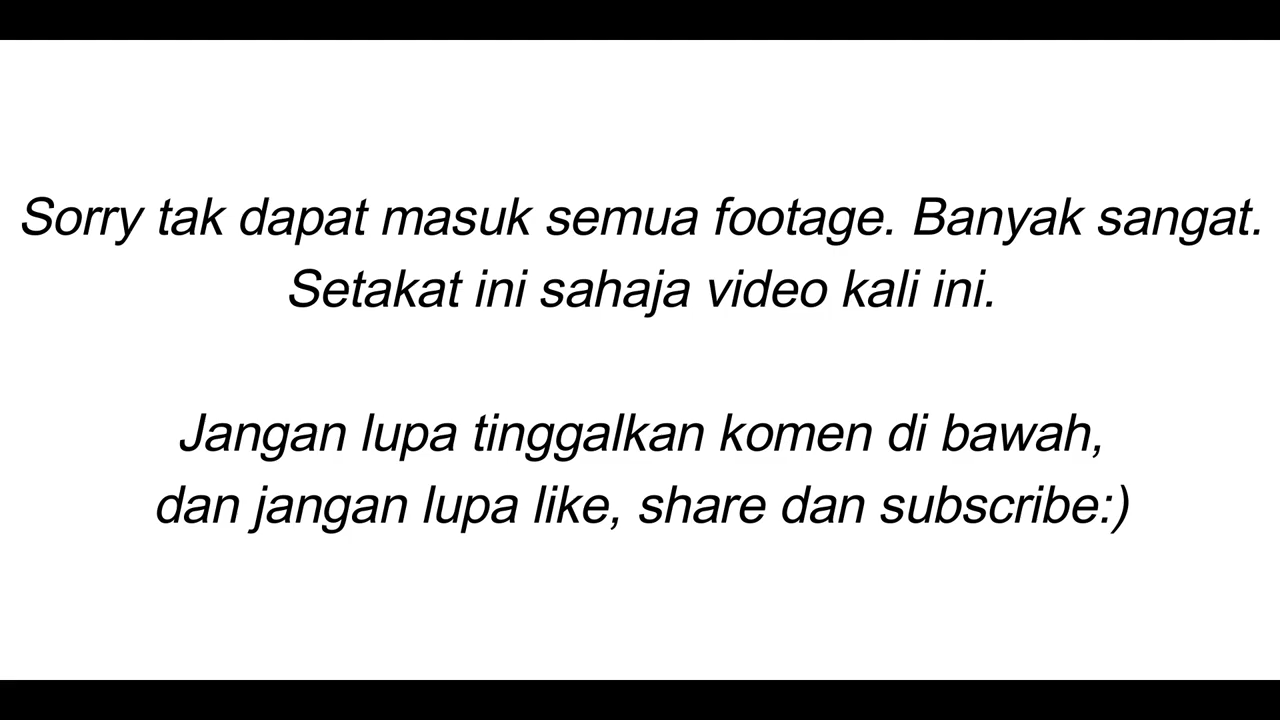 Sorry tak dapat masuk semua footage. Banyak sangat.
Setakat ini sahaja video kali ini.
Jangan lupa tinggalkan komen di bawah,
dan jangan lupa like, share dan subscribe:)